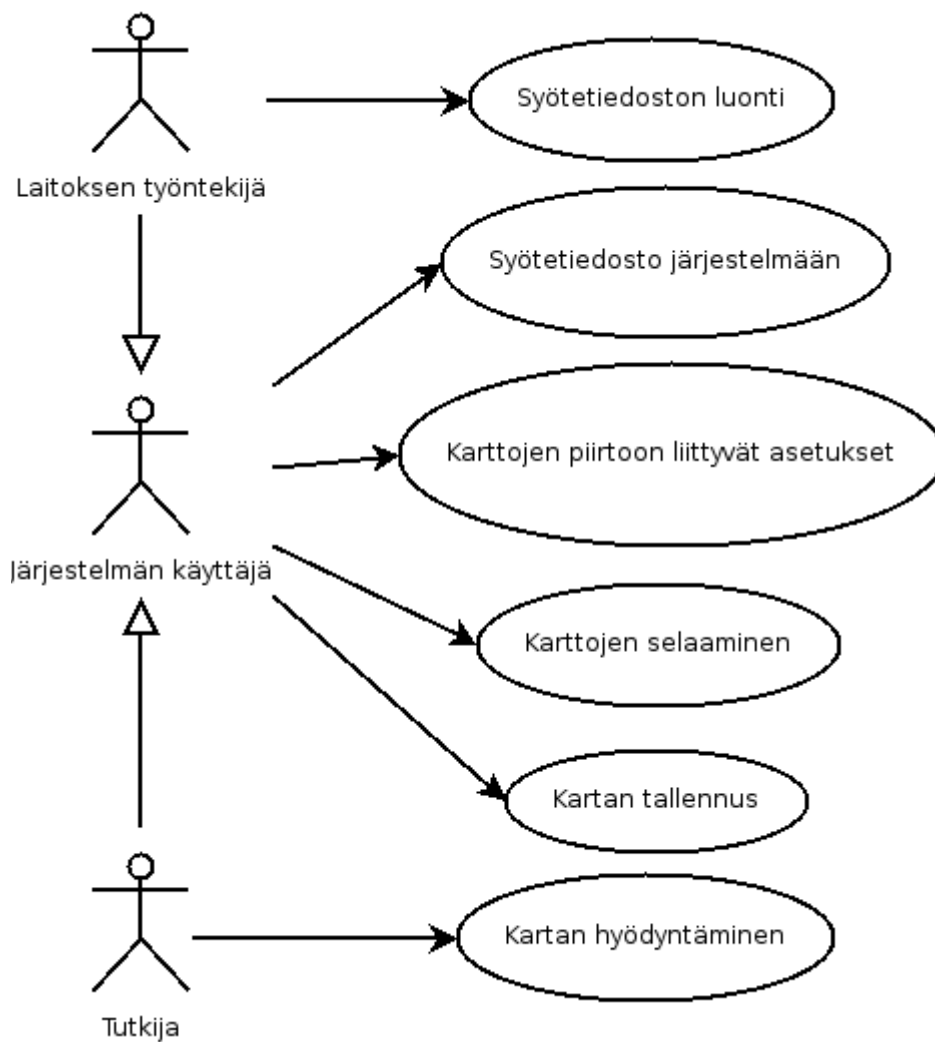 Syötetiedoston luonti
Laitoksen työntekijä
Syötetiedosto järjestelmään
Karttojen piirtoon liittyvät asetukset
Järjestelmän käyttäjä
Karttojen selaaminen
Kartan tallennus
Kartan hyödyntäminen
Tutkija